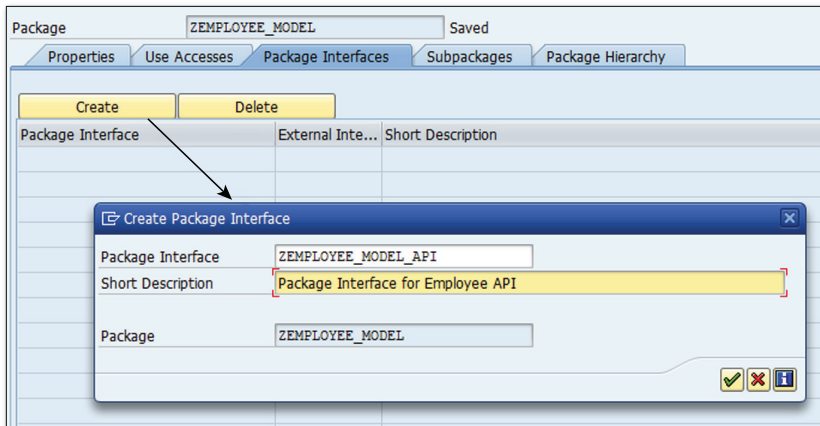 Package ZEMPLOYEE_MODEL Saved
Properties Use Accesses Package Interfaces Subpackages Package Hierarchy
Create Delete
Package Interface External Inte... Short Description
Create Package Interface
Package Interface ZEMPLOYEE_MODEL_API
Short Description Package Interface for Employee API
Package ZEMPLOYEE_MODEL